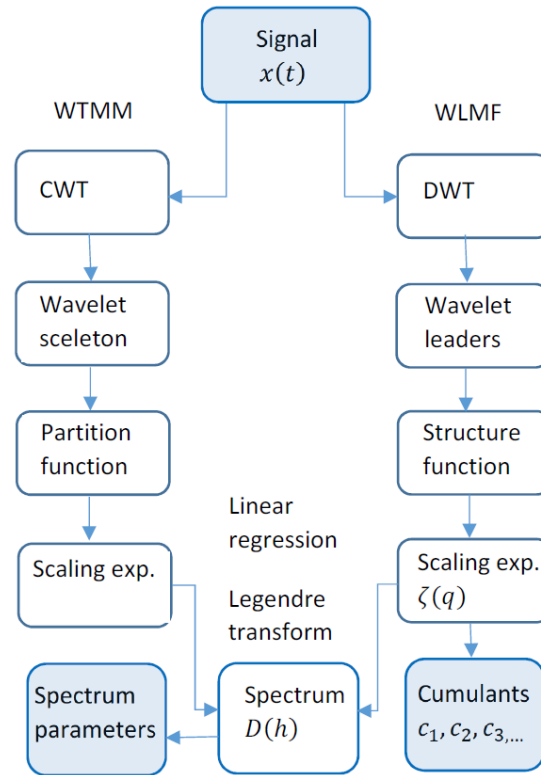 Signal
x(t)
WTMM
WLMF
CWT
DWT
Wavelet
sceleton
Wavelet
leaders
Partition
function
Structure
function
Linear
regression
Scaling exp.
Scaling exp.
ζ(q)
Legendre
transform
Spectrum
parameters
Spectrum
D(h)
Cumulants
c₁, c₂, c₃,...